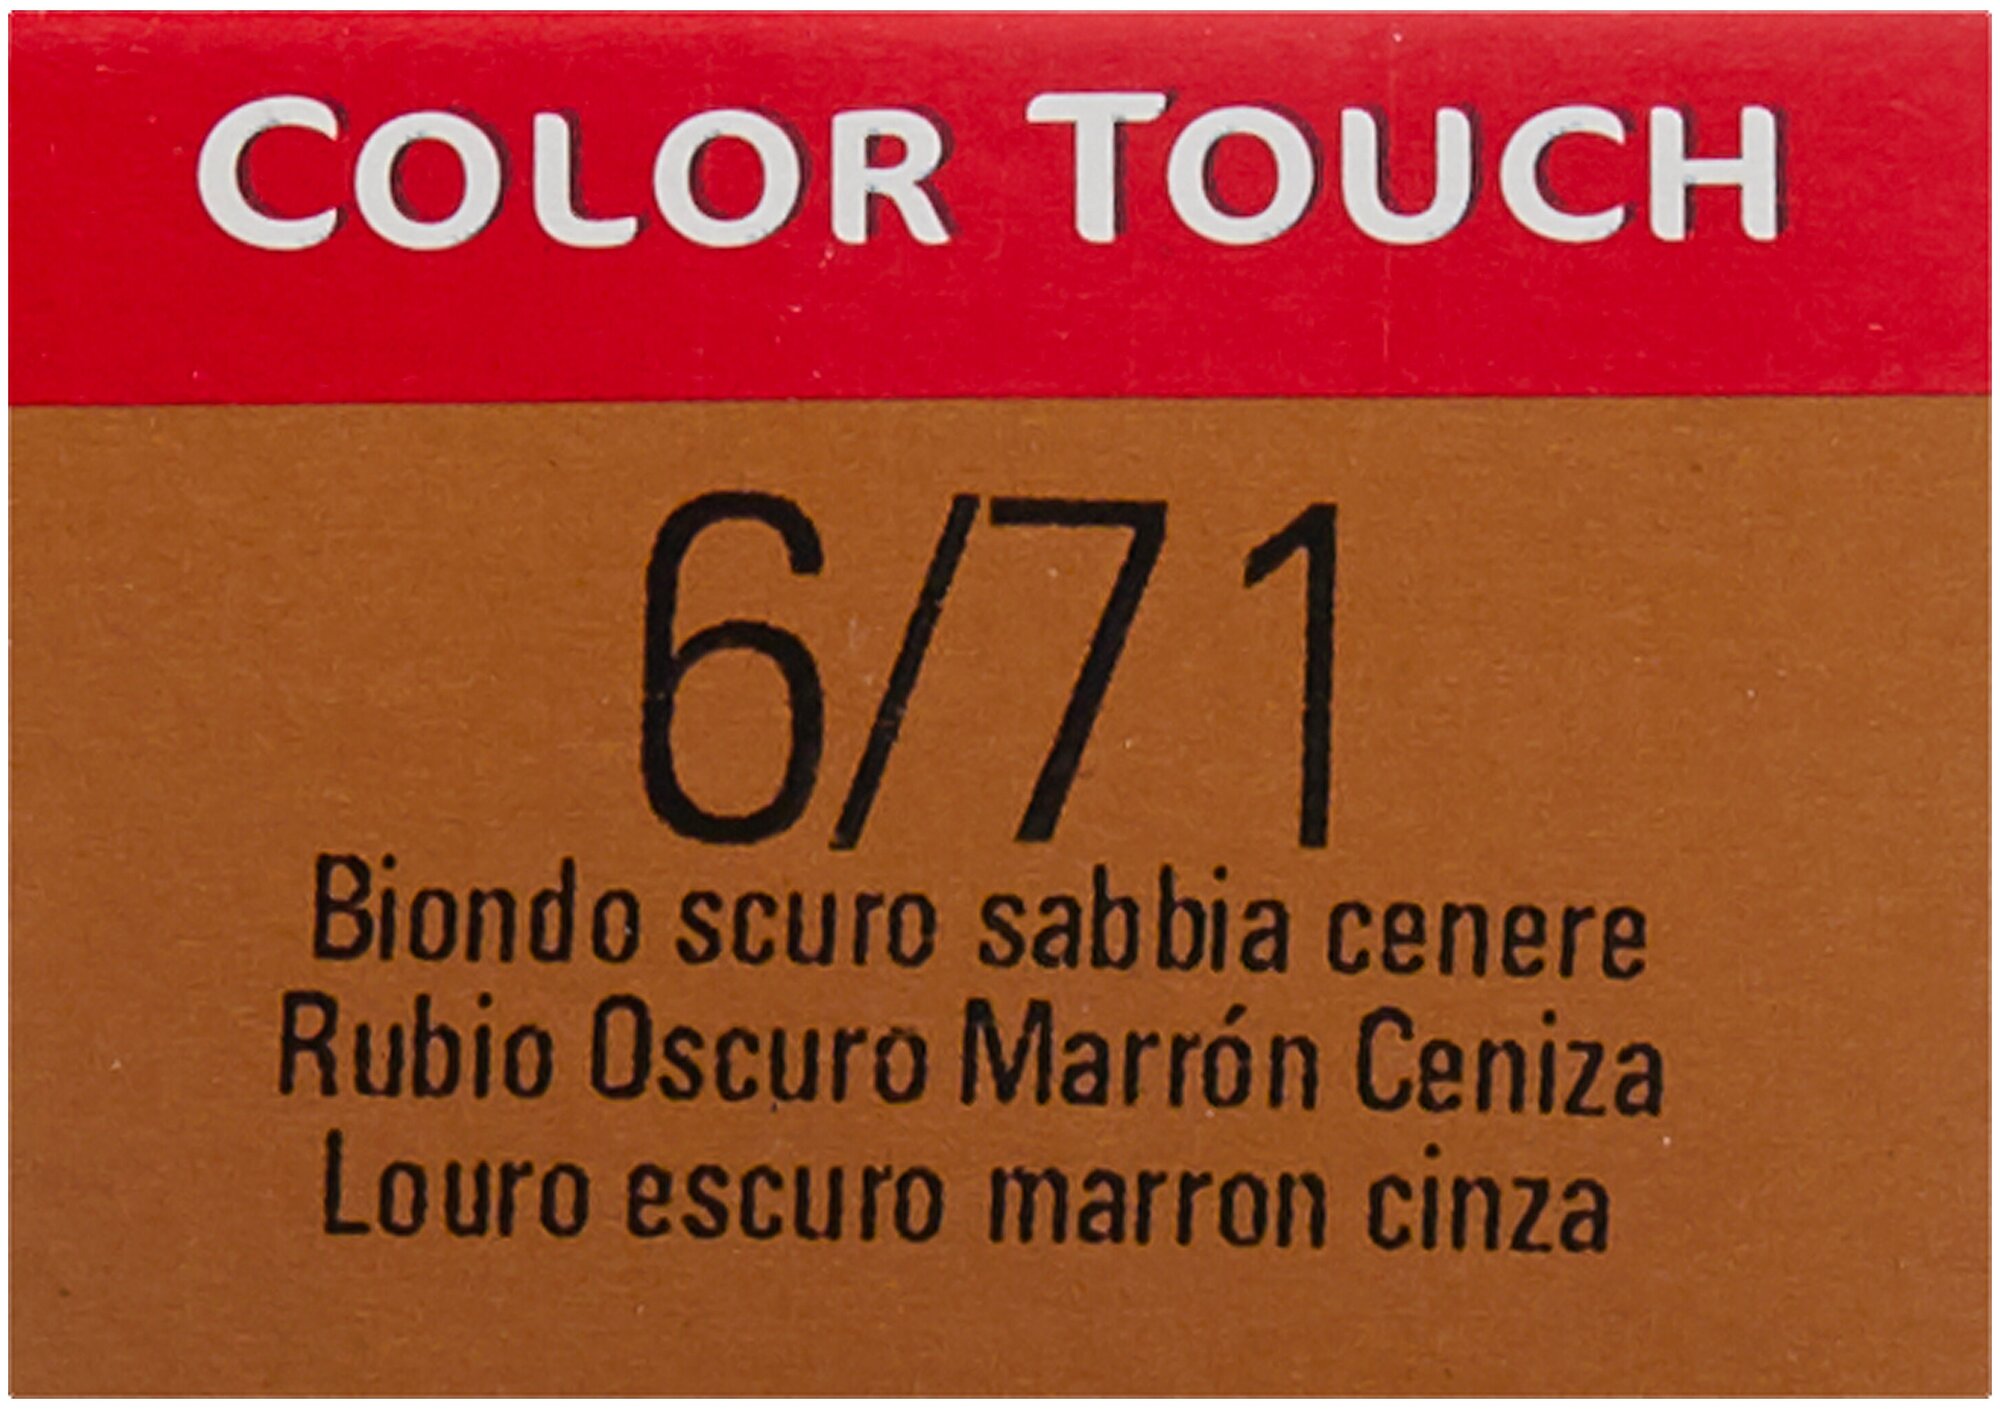 COLOR TOUCH
6/71
Biondo scuro sabbia cenere
Rubio Oscuro Marrón Ceniza
Louro escuro marron cinza